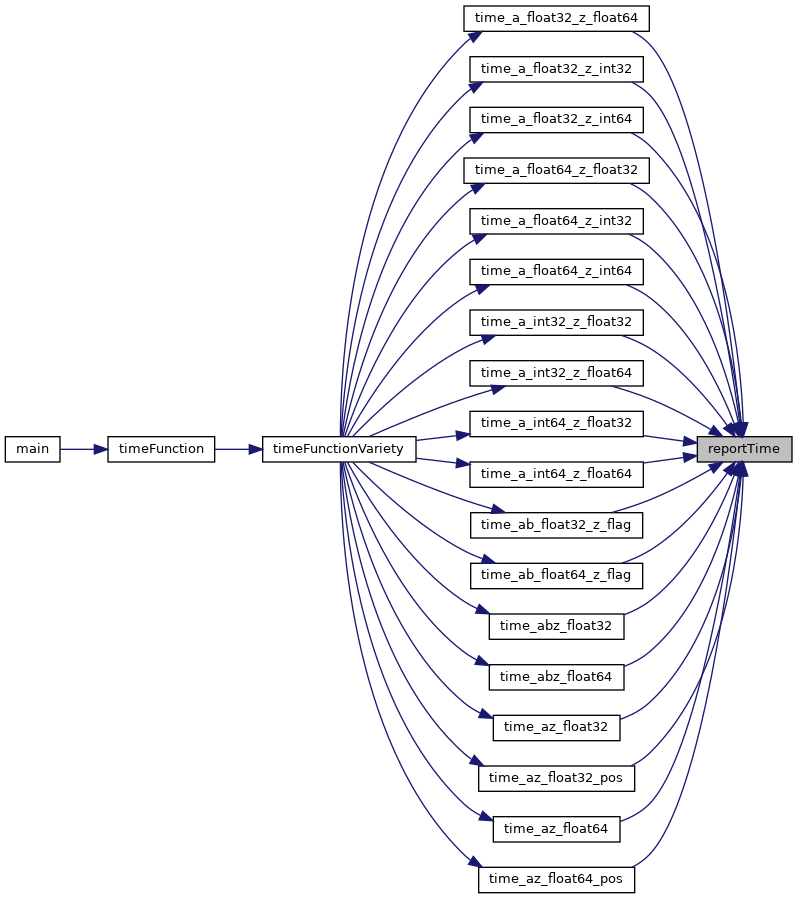 time_a_float32_z_float64
time_a_float32_z_int32
time_a_float32_z_int64
time_a_float64_z_float32
time_a_float64_z_int32
time_a_float64_z_int64
time_a_int32_z_float32
time_a_int32_z_float64
time_a_int64_z_float32
main
timeFunction
timeFunctionVariety
reportTime
time_a_int64_z_float64
time_ab_float32_z_flag
time_ab_float64_z_flag
time_abz_float32
time_abz_float64
time_az_float32
time_az_float32_pos
time_az_float64
time_az_float64_pos